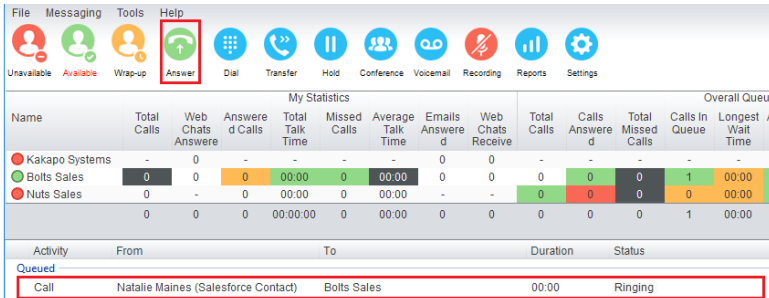 File Messaging Tools Help
Unavailable Available Wrap-up Answer Dial Transfer Hold Conference Voicemail Recording Reports Settings
My Statistics Overall Queu
Name Total Calls Web Chats Answere Answere d Calls Total Talk Time Missed Calls Average Talk Time Emails Answere d Web Chats Receive Total Calls Calls Answere d Total Missed Calls Calls In Queue Longest Wait Time
Kakapo Systems - 0 - - - - 0 0 - - - - -
Bolts Sales 0 0 0 00:00 0 00:00 0 0 0 0 0 1 00:00
Nuts Sales 0 - 0 00:00 0 00:00 - - 0 0 0 0 00:00
0 0 0 00:00:00 0 00:00 0 0 0 0 0 1 00:00
Activity From To Duration Status
Queued
Call Natalie Maines (Salesforce Contact) Bolts Sales 00:00 Ringing